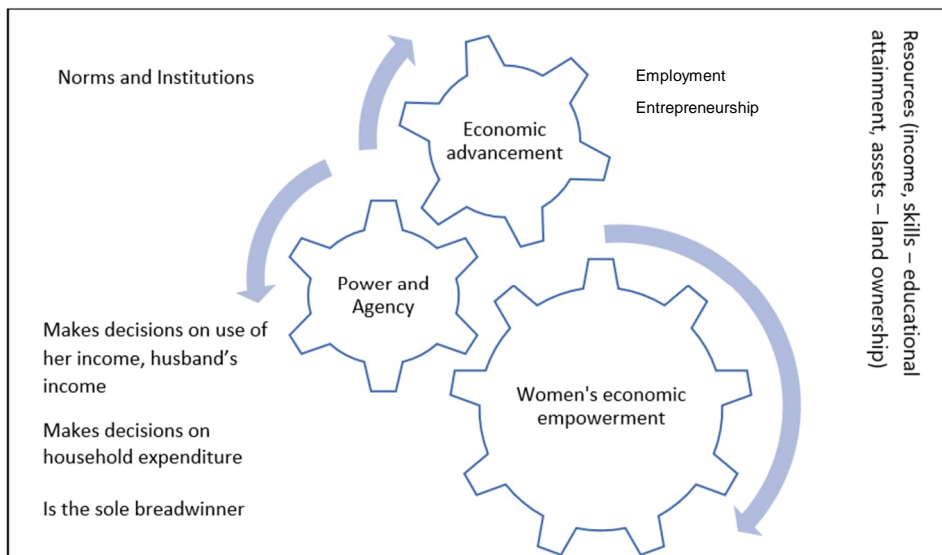 Norms and Institutions
Economic
advancement
Employment
Entrepreneurship
Power and
Agency
Makes decisions on use of
her income, husband's
income
Makes decisions on
household expenditure
Is the sole breadwinner
Women's economic
empowerment
Resources (income, skills – educational
attainment, assets – land ownership)